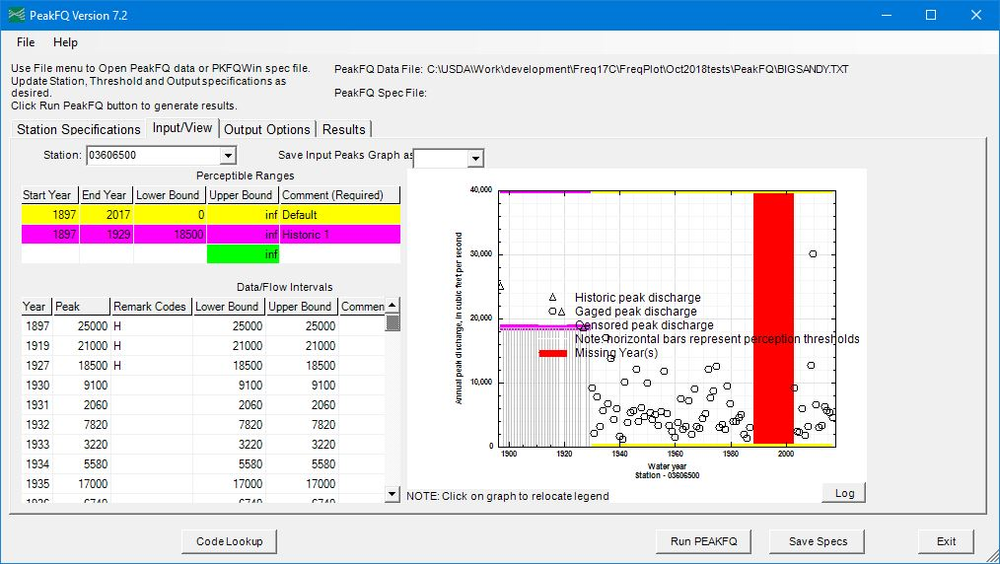 PeakFQ Version 7.2
File Help
Use File menu to Open PeakFQ data or PKFQWin spec file.
Update Station, Threshold and Output specifications as
desired.
Click Run PeakFQ button to generate results.
PeakFQ Data File: C:\USDA\Work\development\Freq17C\FreqPlot\Oct2018tests\PeakFQ\BIGSANDY.TXT
PeakFQ Spec File:
Station Specifications Input/View Output Options Results
Station: 03606500
Save Input Peaks Graph as
Perceptible Ranges
Start Year End Year Lower Bound Upper Bound Comment (Required)
1897 2017 0 inf Default
1897 1929 18500 inf Historic 1
inf
Data/Flow Intervals
Year Peak Remark Codes Lower Bound Upper Bound Commen
1897 25000 H 25000 25000
1919 21000 H 21000 21000
1927 18500 H 18500 18500
1930 9100 9100 9100
1931 2060 2060 2060
1932 7820 7820 7820
1933 3220 3220 3220
1934 5580 5580 5580
1935 17000 17000 17000
1936 6740 6740 6740
40,000
30,000
20,000
10,000
0
Annual peak discharge, in cubic feet per second
Historic peak discharge
Gaged peak discharge
Censored peak discharge
Note: horizontal bars represent perception thresholds
Missing Year(s)
1900 1920 1940 1960 1980 2000
Water year
Station - 03606500
NOTE: Click on graph to relocate legend
Log
Code Lookup Run PEAKFQ Save Specs Exit